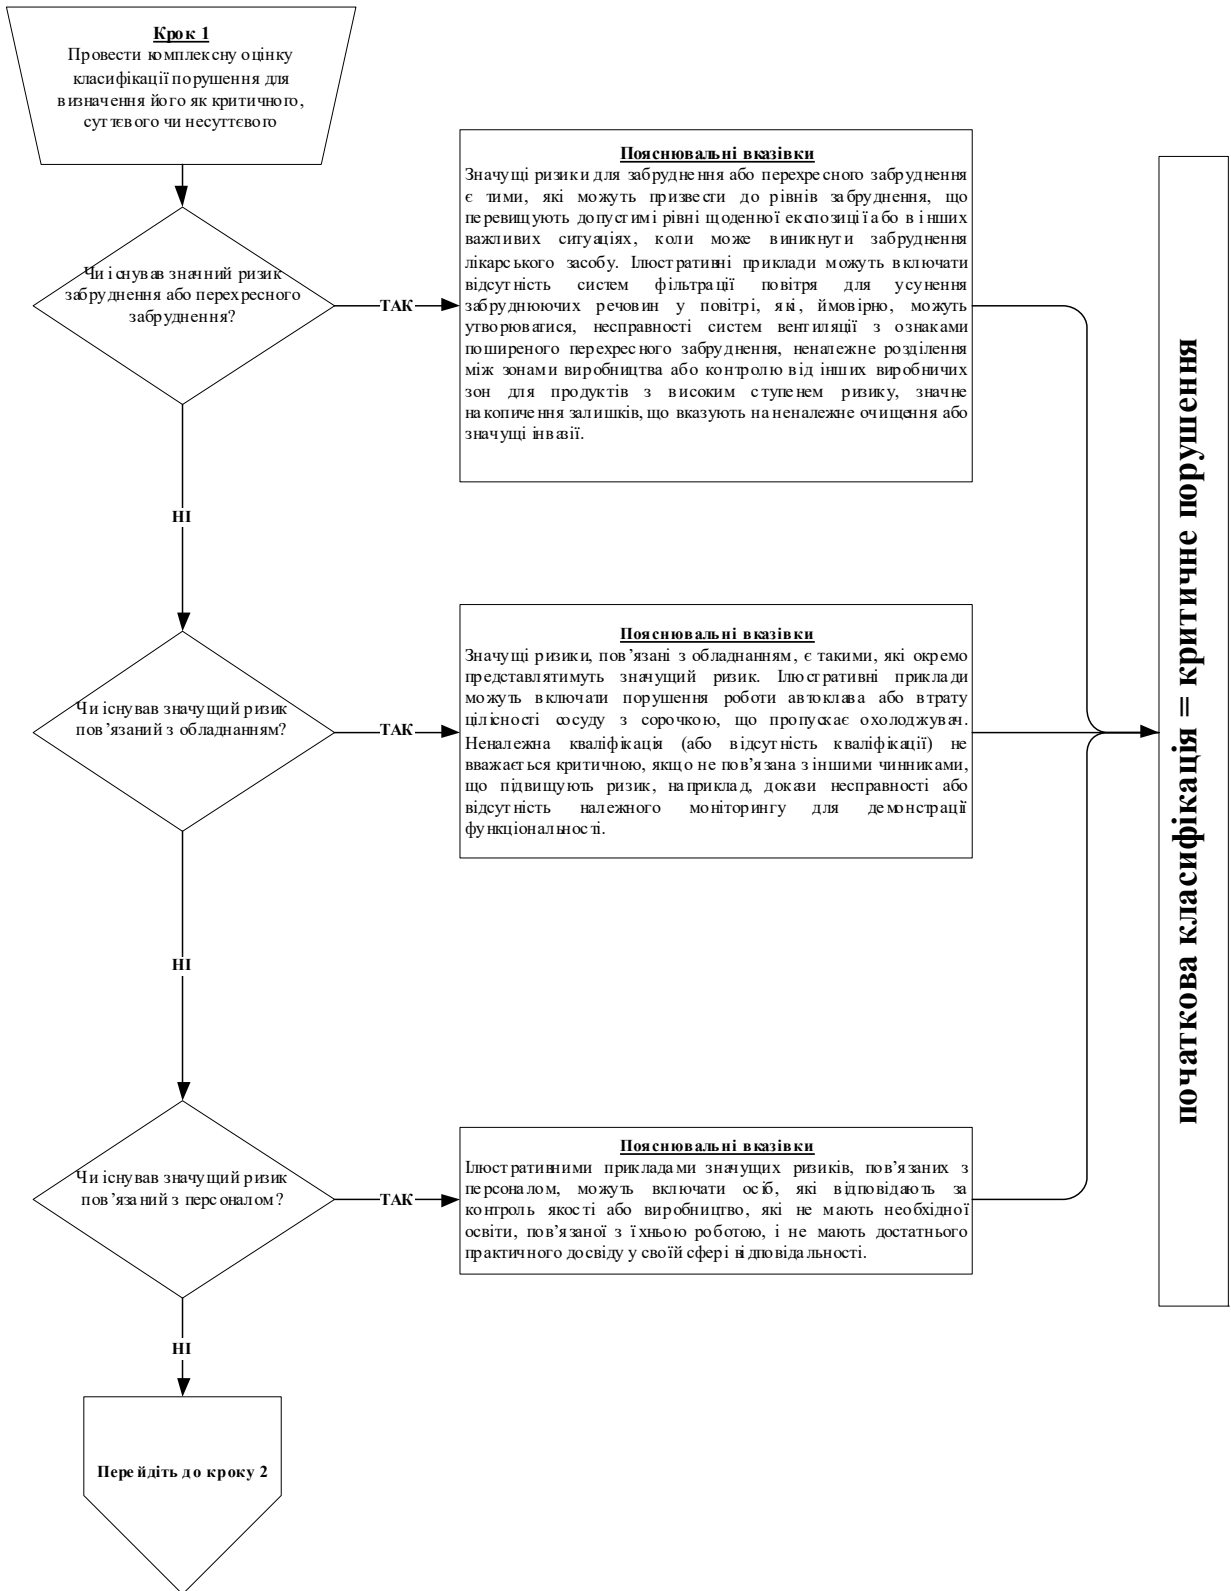 Крок 1
Провести комплексну оцінку
класифікації порушення для
визначення його як критичного,
суттєвого чи несуттєвого
Чи існував значний ризик
забруднення або перехресного
забруднення?
ТАК
Пояснювальні вказівки
Значущі ризики для забруднення або перехресного забруднення
є тими, які можуть призвести до рівнів забруднення, що
перевищують допустимі рівні щоденної експозиції або в інших
важливих ситуаціях, коли може виникнути забруднення
лікарського засобу. Ілюстративні приклади можуть включати
відсутність систем фільтрації повітря для усунення
забруднюючих речовин у повітрі, які, ймовірно, можуть
утворюватися, несправності систем вентиляції з ознаками
поширеного перехресного забруднення, неналежне розділення
між зонами виробництва або контролю від інших виробничих
зон для продуктів з високим ступенем ризику, значне
накопичення залишків, що вказують на неналежне очищення або
значущі інвазії.
НІ
Чи існував значущий ризик
пов’язаний з обладнанням?
ТАК
Пояснювальні вказівки
Значущі ризики, пов’язані з обладнанням, є такими, які окремо
представлятимуть значущий ризик. Ілюстративні приклади
можуть включати порушення роботи автоклава або втрату
цілісності сосуду з сорочкою, що пропускає охолоджувач.
Неналежна кваліфікація (або відсутність кваліфікації) не
вважається критичною, якщо не пов’язана з іншими чинниками,
що підвищують ризик, наприклад, докази несправності або
відсутність належного моніторингу для демонстрації
функціональності.
НІ
Чи існував значущий ризик
пов’язаний з персоналом?
ТАК
Пояснювальні вказівки
Ілюстративними прикладами значущих ризиків, пов’язаних з
персоналом, можуть включати осіб, які відповідають за
контроль якості або виробництво, які не мають необхідної
освіти, пов’язаної з їхньою роботою, і не мають достатнього
практичного досвіду у своїй сфері відповідальності.
НІ
Перейдіть до кроку 2
початкова класифікація = критичне порушення